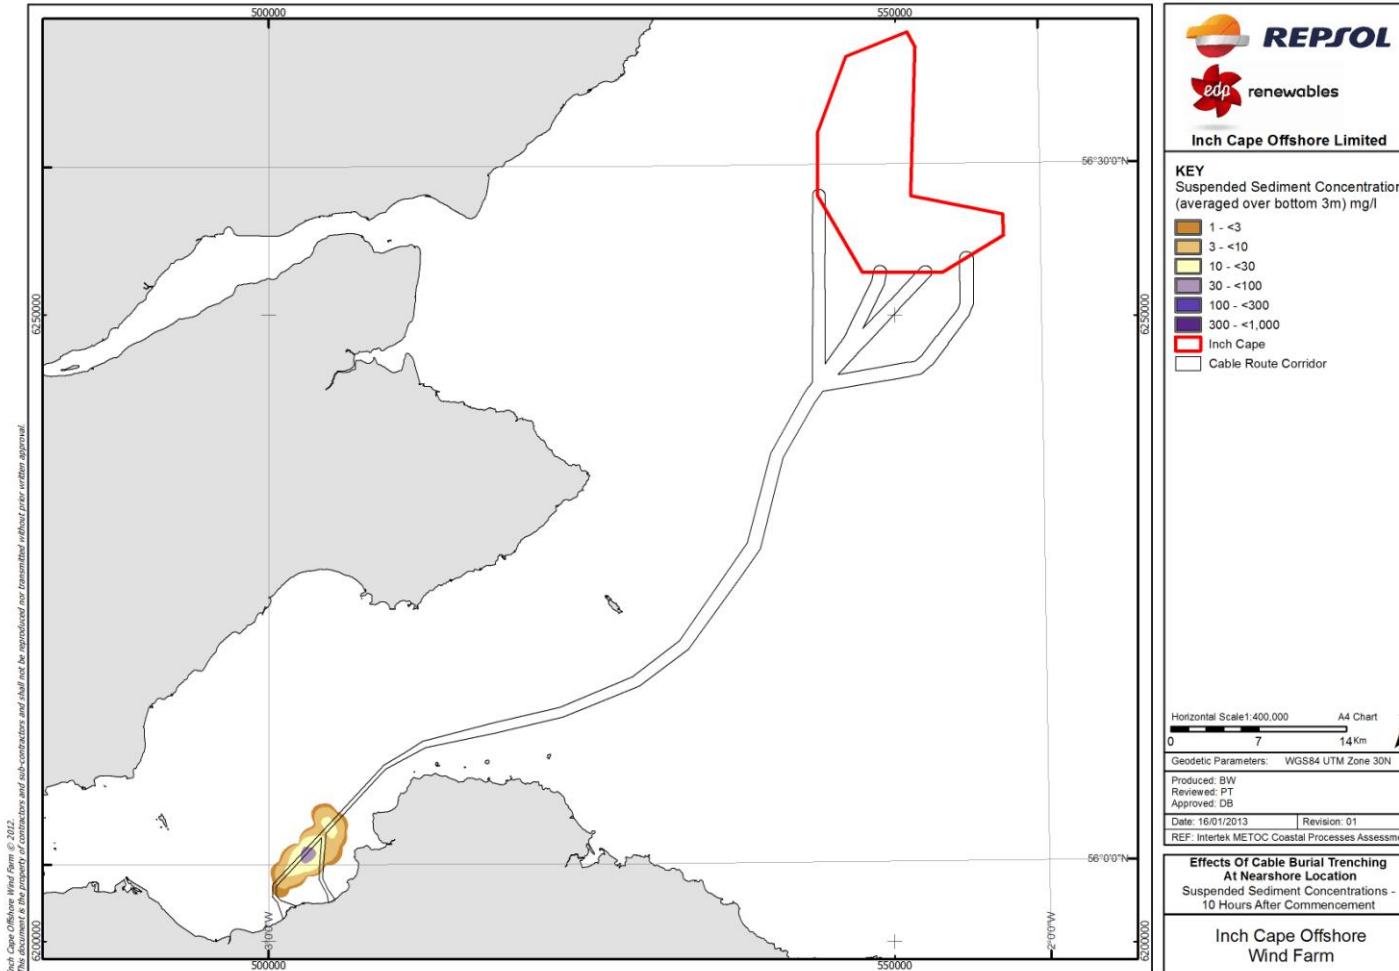 500000
550000
56°30'0"N
6250000
6250000
56°0'0"N
6200000
6200000
3°0'0"W
2°0'0"W
500000
550000
Inch Cape Offshore Wind Farm © 2012.
This document is the property of contractors and sub-contractors and shall not be reproduced nor transmitted without prior written approval.
REPSOL
edp renewables
Inch Cape Offshore Limited
KEY
Suspended Sediment Concentration
(averaged over bottom 3m) mg/l
1 - <3
3 - <10
10 - <30
30 - <100
100 - <300
300 - <1,000
Inch Cape
Cable Route Corridor
Horizontal Scale1:400,000 A4 Chart
0 7 14 Km
Geodetic Parameters: WGS84 UTM Zone 30N
Produced: BW
Reviewed: PT
Approved: DB
Date: 16/01/2013 Revision: 01
REF: Intertek METOC Coastal Processes Assessm
Effects Of Cable Burial Trenching
At Nearshore Location
Suspended Sediment Concentrations -
10 Hours After Commencement
Inch Cape Offshore
Wind Farm